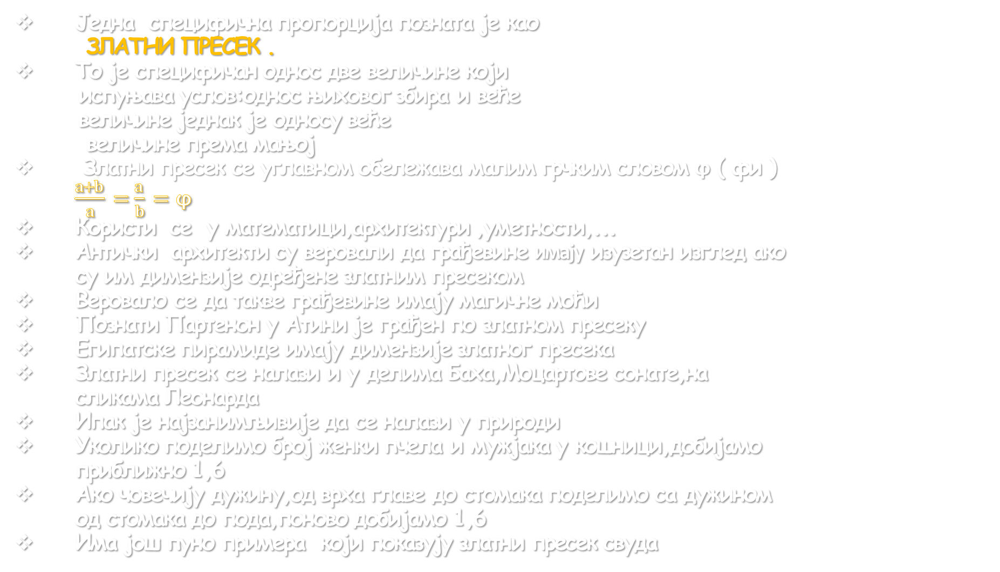 ❖ Једна специфична пропорција позната је као
ЗЛАТНИ ПРЕСЕК .
❖ То је специфичан однос две величине који
испуњава услов:однос њиховог збира и веће
величине једнак је односу веће
величине према мањој
❖ Златни пресек се углавном обележава малим грчким словом φ ( фи )
a+b/a = a/b = φ
❖ Користи се у математици,архитектури ,уметности,...
❖ Антички архитекти су веровали да грађевине имају изузетан изглед ако
су им димензије одређене златним пресеком
❖ Веровало се да такве грађевине имају магичне моћи
❖ Познати Партенон у Атини је грађен по златном пресеку
❖ Египатске пирамиде имају димензије златног пресека
❖ Златни пресек се налази и у делима Баха,Моцартове сонате,на
сликама Леонарда
❖ Ипак је најзанимљивије да се налази у природи
❖ Уколико поделимо број женки пчела и мужјака у кошници,добијамо
приближно 1,6
❖ Ако човечију дужину,од врха главе до стомака поделимо са дужином
од стомака до пода,поново добијамо 1,6
❖ Има још пуно примера који показују златни пресек свуда